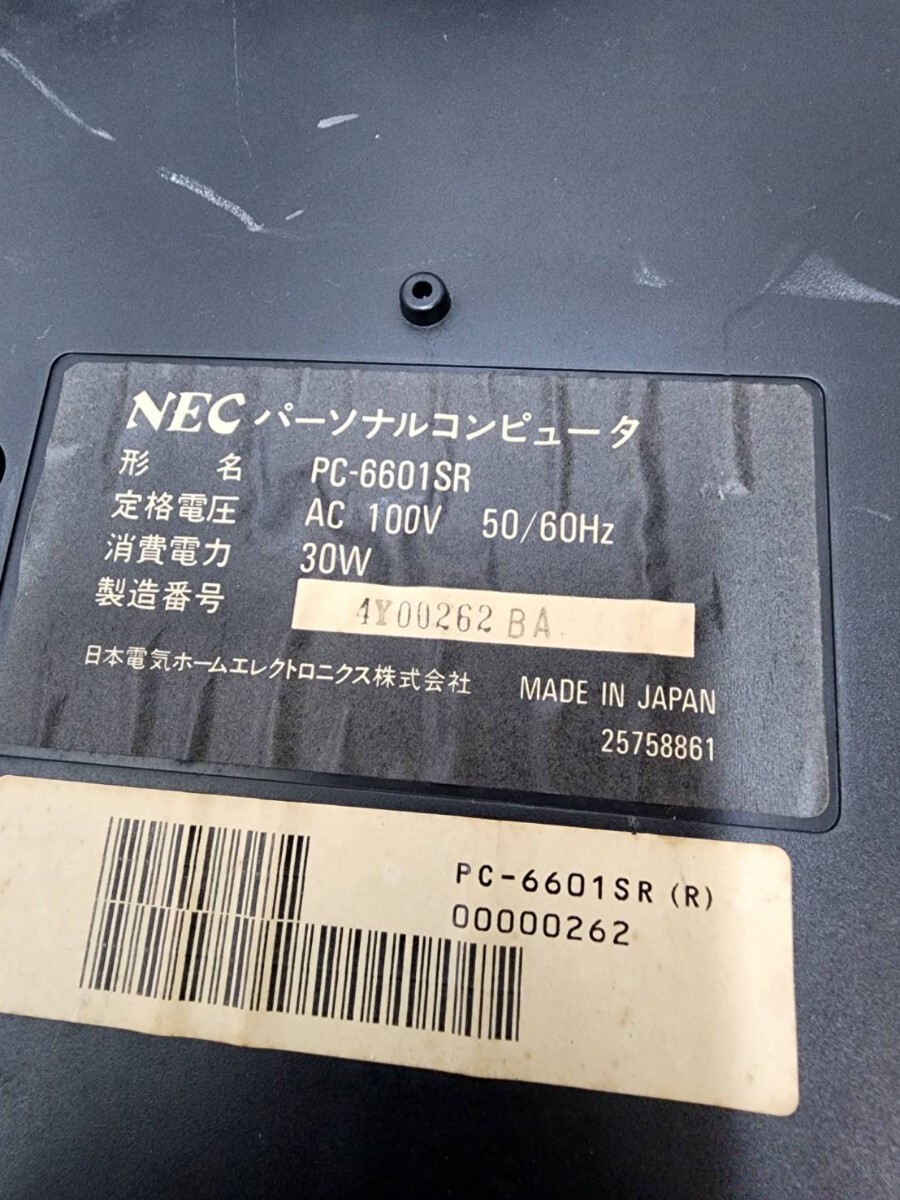 NEC パーソナルコンピュータ
形 名 PC-6601SR
定格電圧 AC 100V 50/60Hz
消費電力 30W
製造番号 4Y00262 BA
日本電気ホームエレクトロニクス株式会社 MADE IN JAPAN
25758861
PC-6601SR (R)
00000262